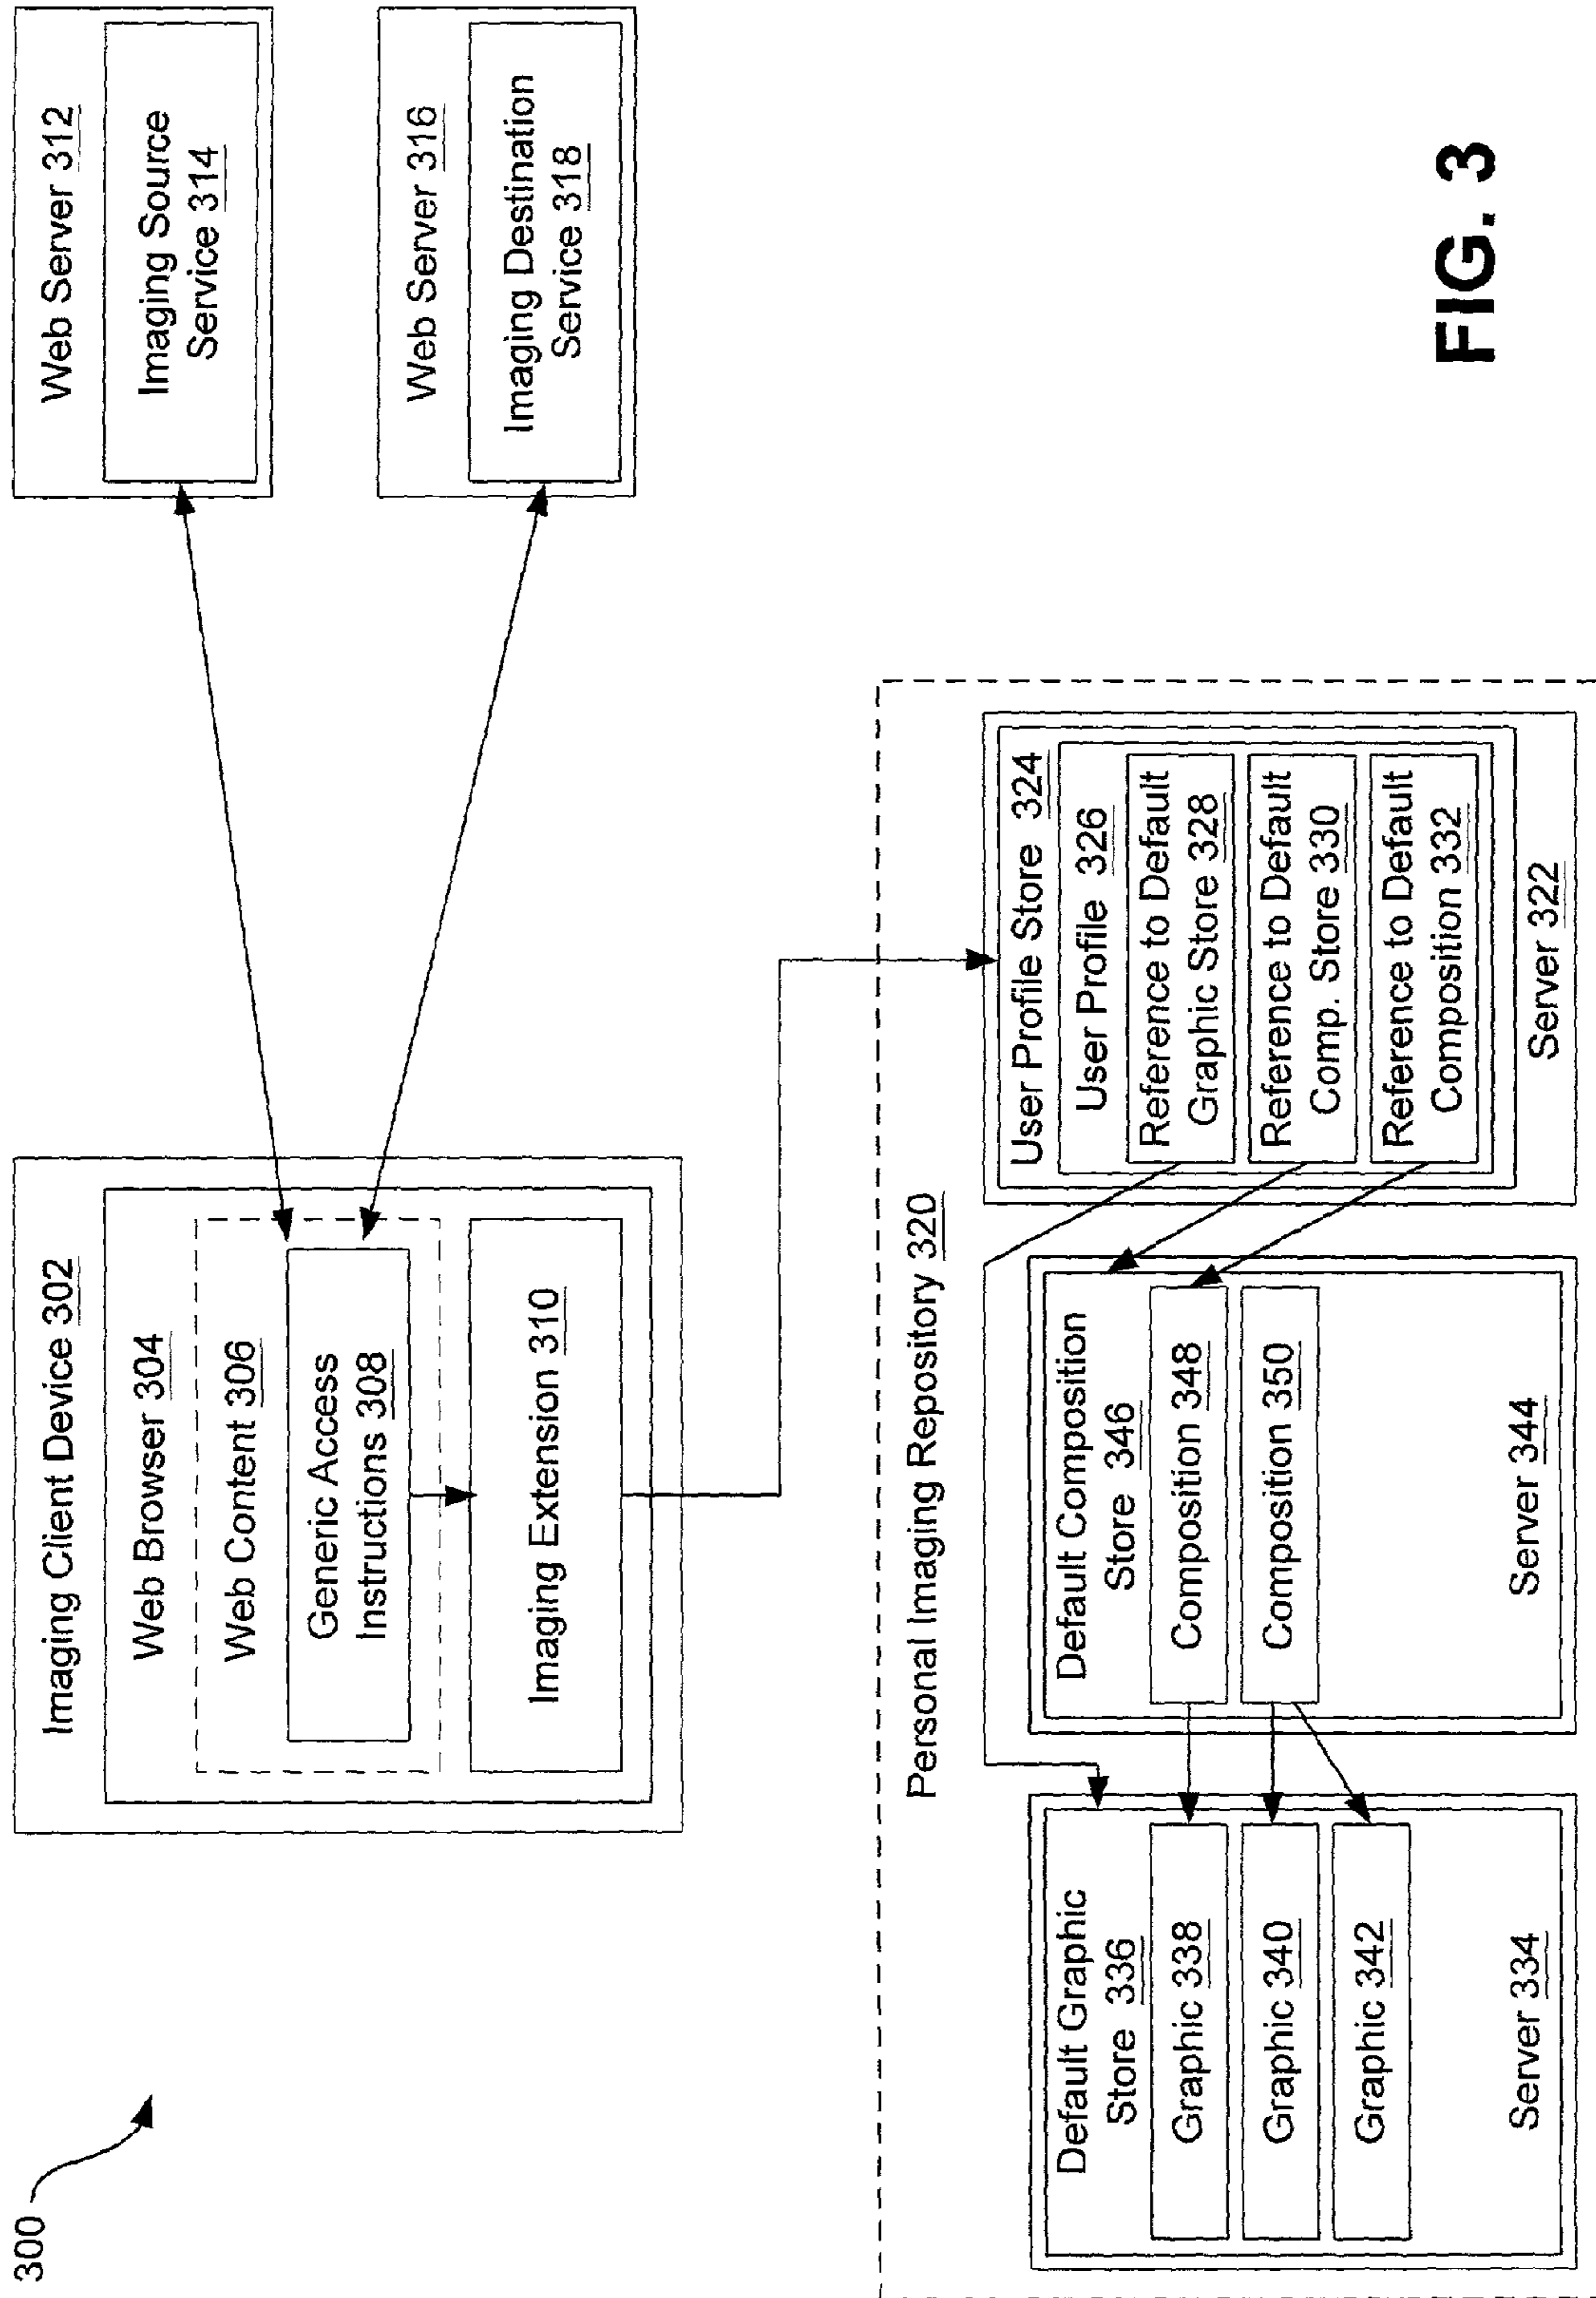 300
Imaging Client Device 302
Web Browser 304
Web Content 306
Generic Access
Instructions 308
Imaging Extension 310
Web Server 312
Imaging Source
Service 314
Web Server 316
Imaging Destination
Service 318
Personal Imaging Repository 320
Default Graphic
Store 336
Graphic 338
Graphic 340
Graphic 342
Server 334
Default Composition
Store 346
Composition 348
Composition 350
Server 344
User Profile Store 324
User Profile 326
Reference to Default
Graphic Store 328
Reference to Default
Comp. Store 330
Reference to Default
Composition 332
Server 322
FIG. 3